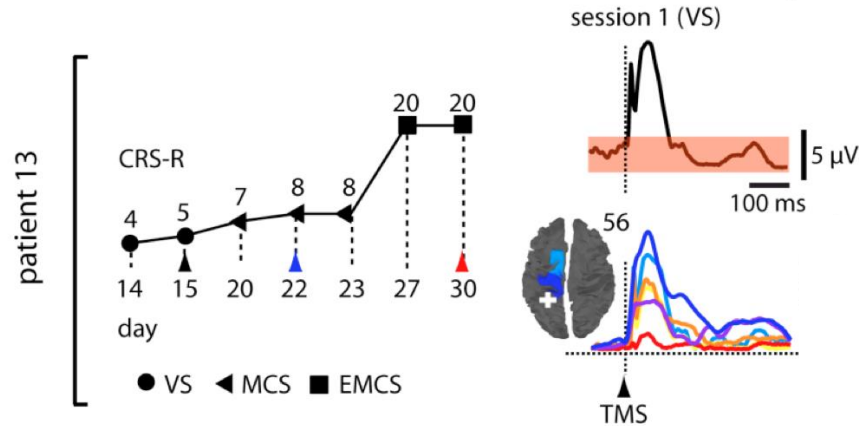 session 1 (VS)
patient 13
CRS-R
4 5 7 8 8 20 20
5 μV
100 ms
14 15 20 22 23 27 30
day
VS MCS EMCS
56
TMS